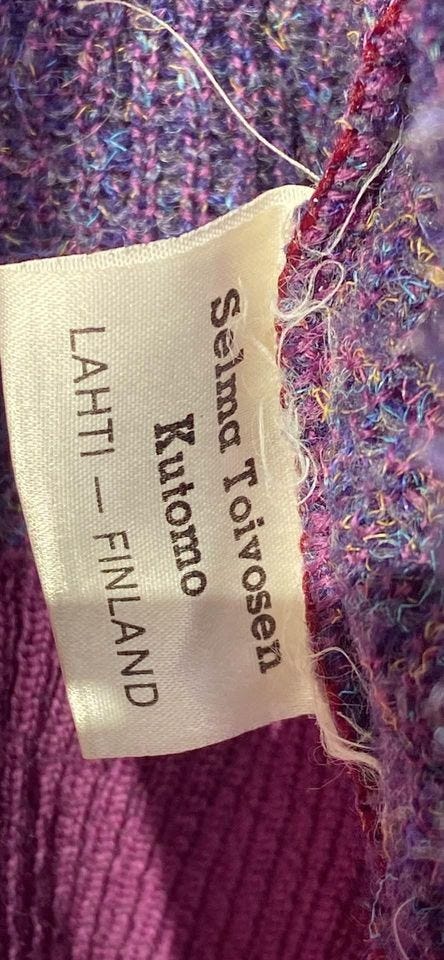 Selma Toivosen
Kutomo
LAHTI — FINLAND